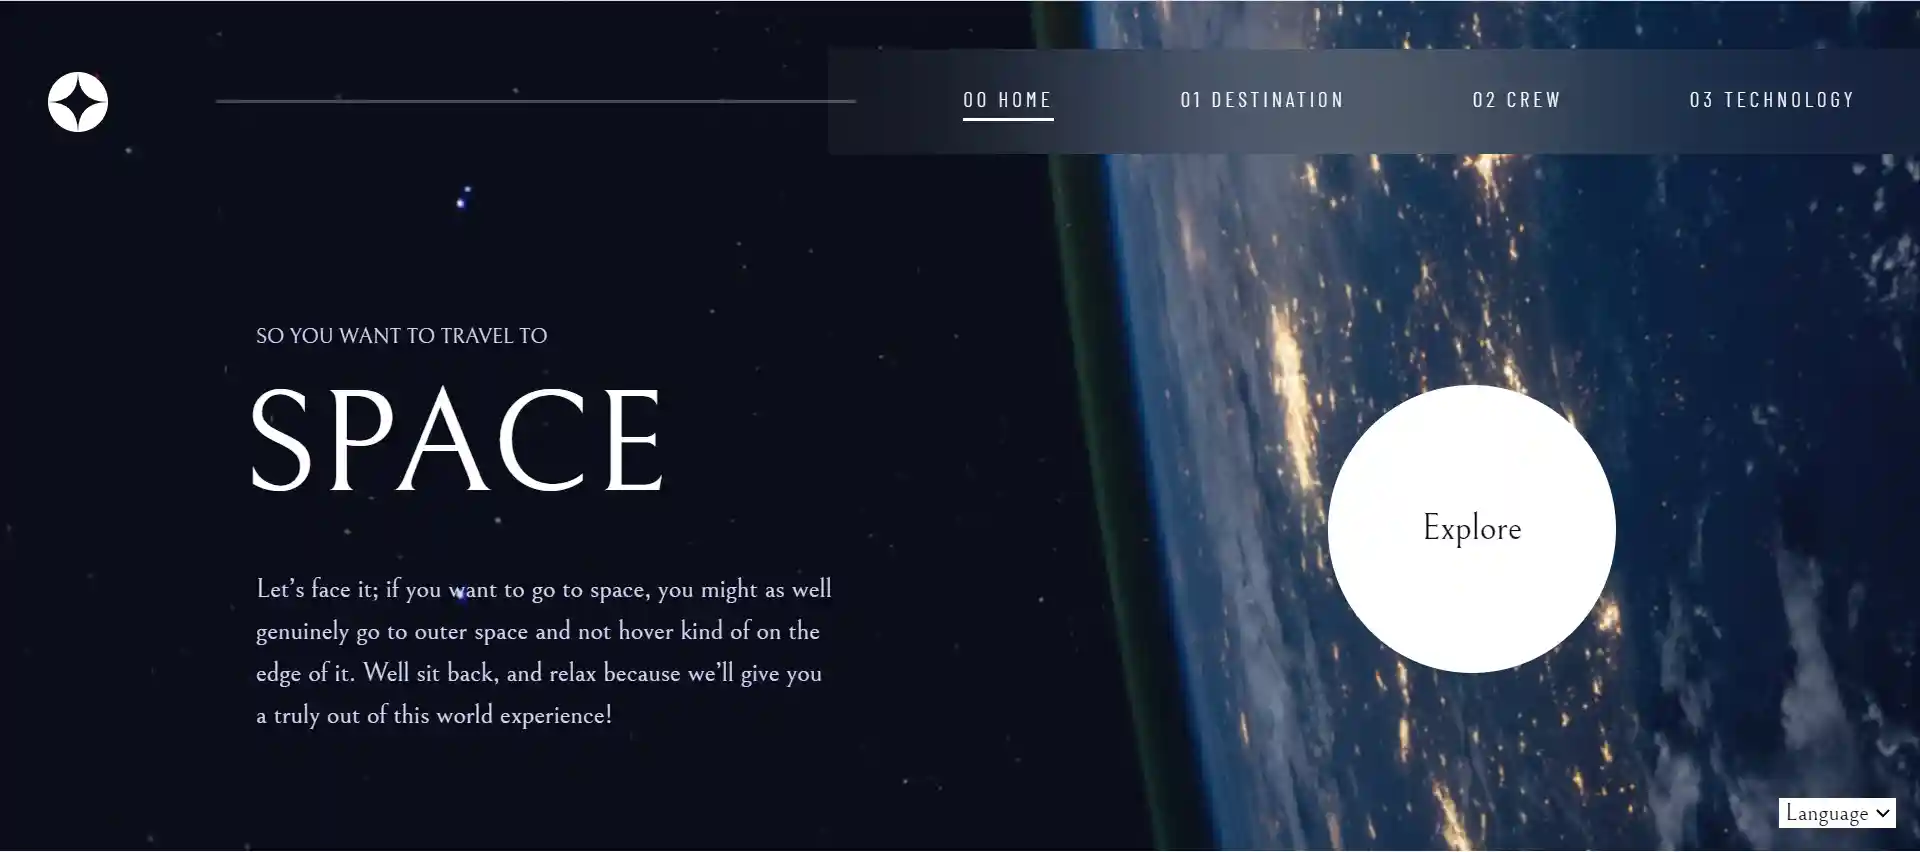 00 HOME
01 DESTINATION
02 CREW
03 TECHNOLOGY
SO YOU WANT TO TRAVEL TO
SPACE
Let’s face it; if you want to go to space, you might as well
genuinely go to outer space and not hover kind of on the
edge of it. Well sit back, and relax because we’ll give you
a truly out of this world experience!
Explore
Language